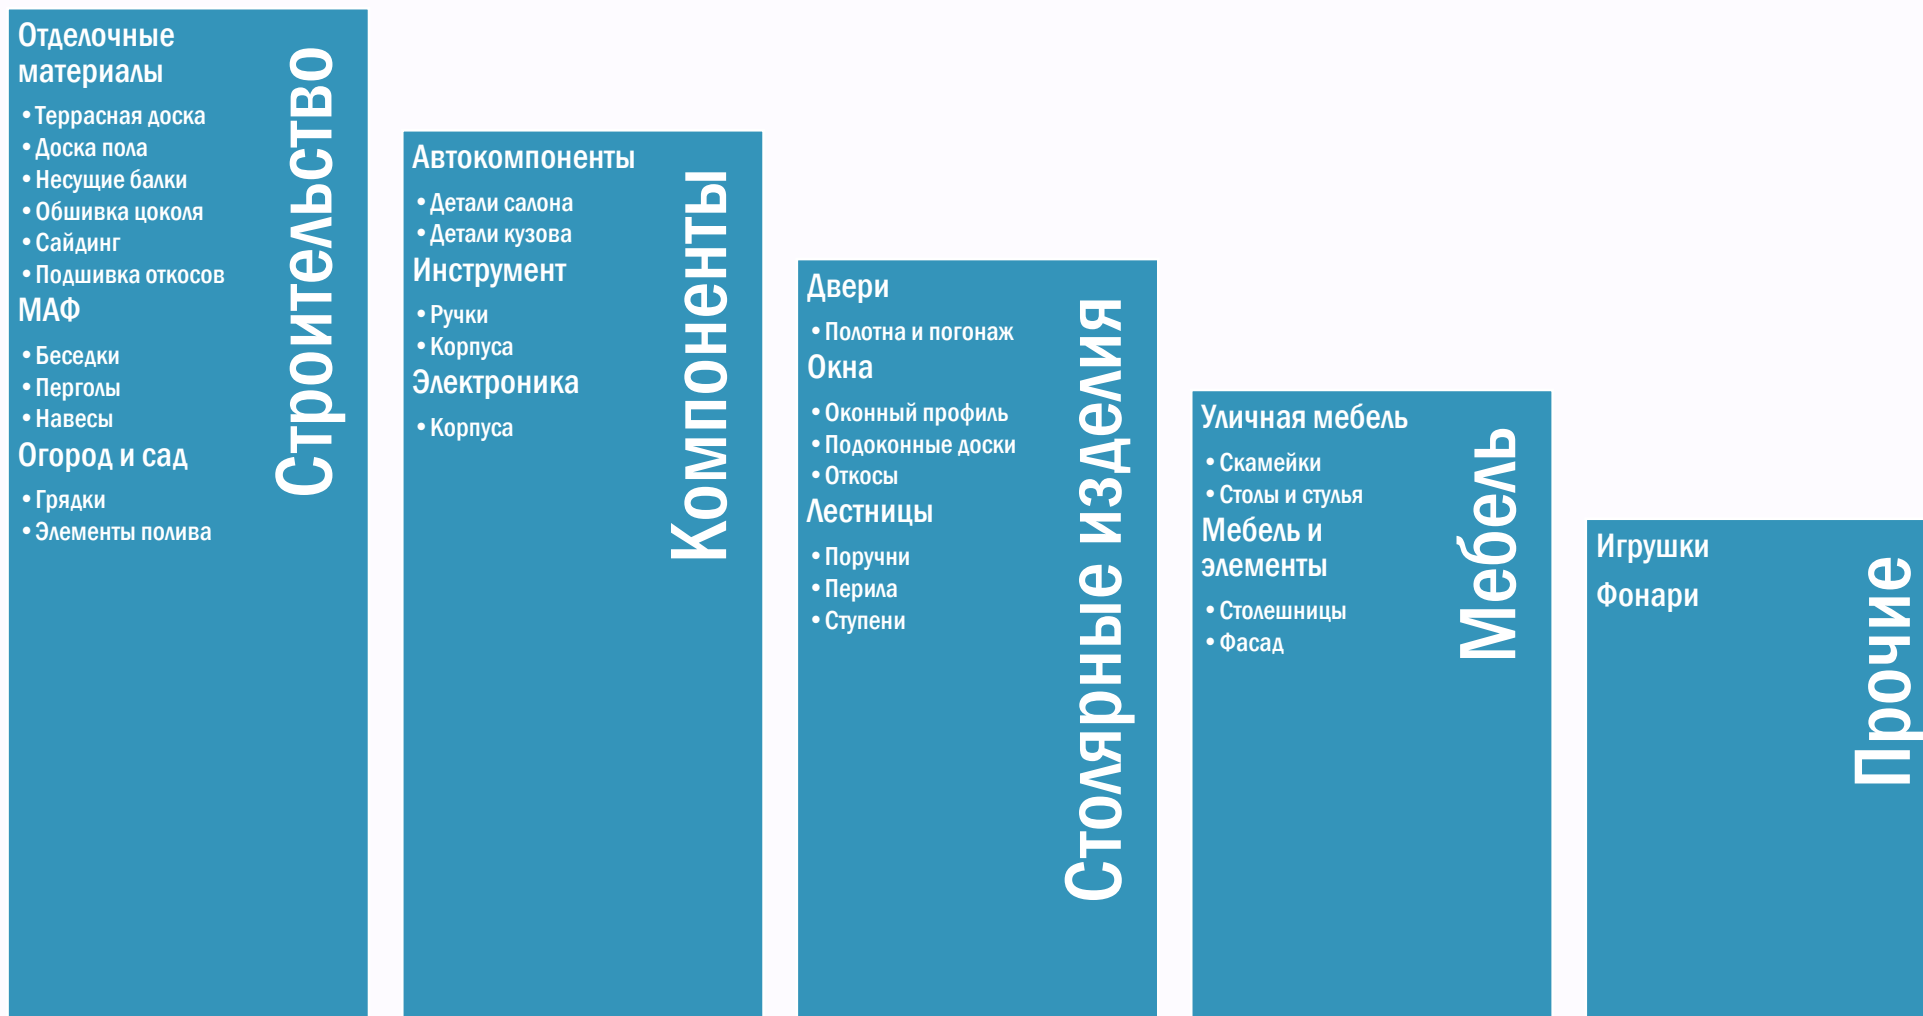 Отделочные
материалы
• Террасная доска
• Доска пола
• Несущие балки
• Обшивка цоколя
• Сайдинг
• Подшивка откосов
МАФ
• Беседки
• Перголы
• Навесы
Огород и сад
• Грядки
• Элементы полива
Строительство
Автокомпоненты
• Детали салона
• Детали кузова
Инструмент
• Ручки
• Корпуса
Электроника
• Корпуса
Компоненты
Двери
• Полотна и погонаж
Окна
• Оконный профиль
• Подоконные доски
• Откосы
Лестницы
• Поручни
• Перила
• Ступени
Столярные изделия
Уличная мебель
• Скамейки
• Столы и стулья
Мебель и
элементы
• Столешницы
• Фасад
Мебель
Игрушки
Фонари
Прочие